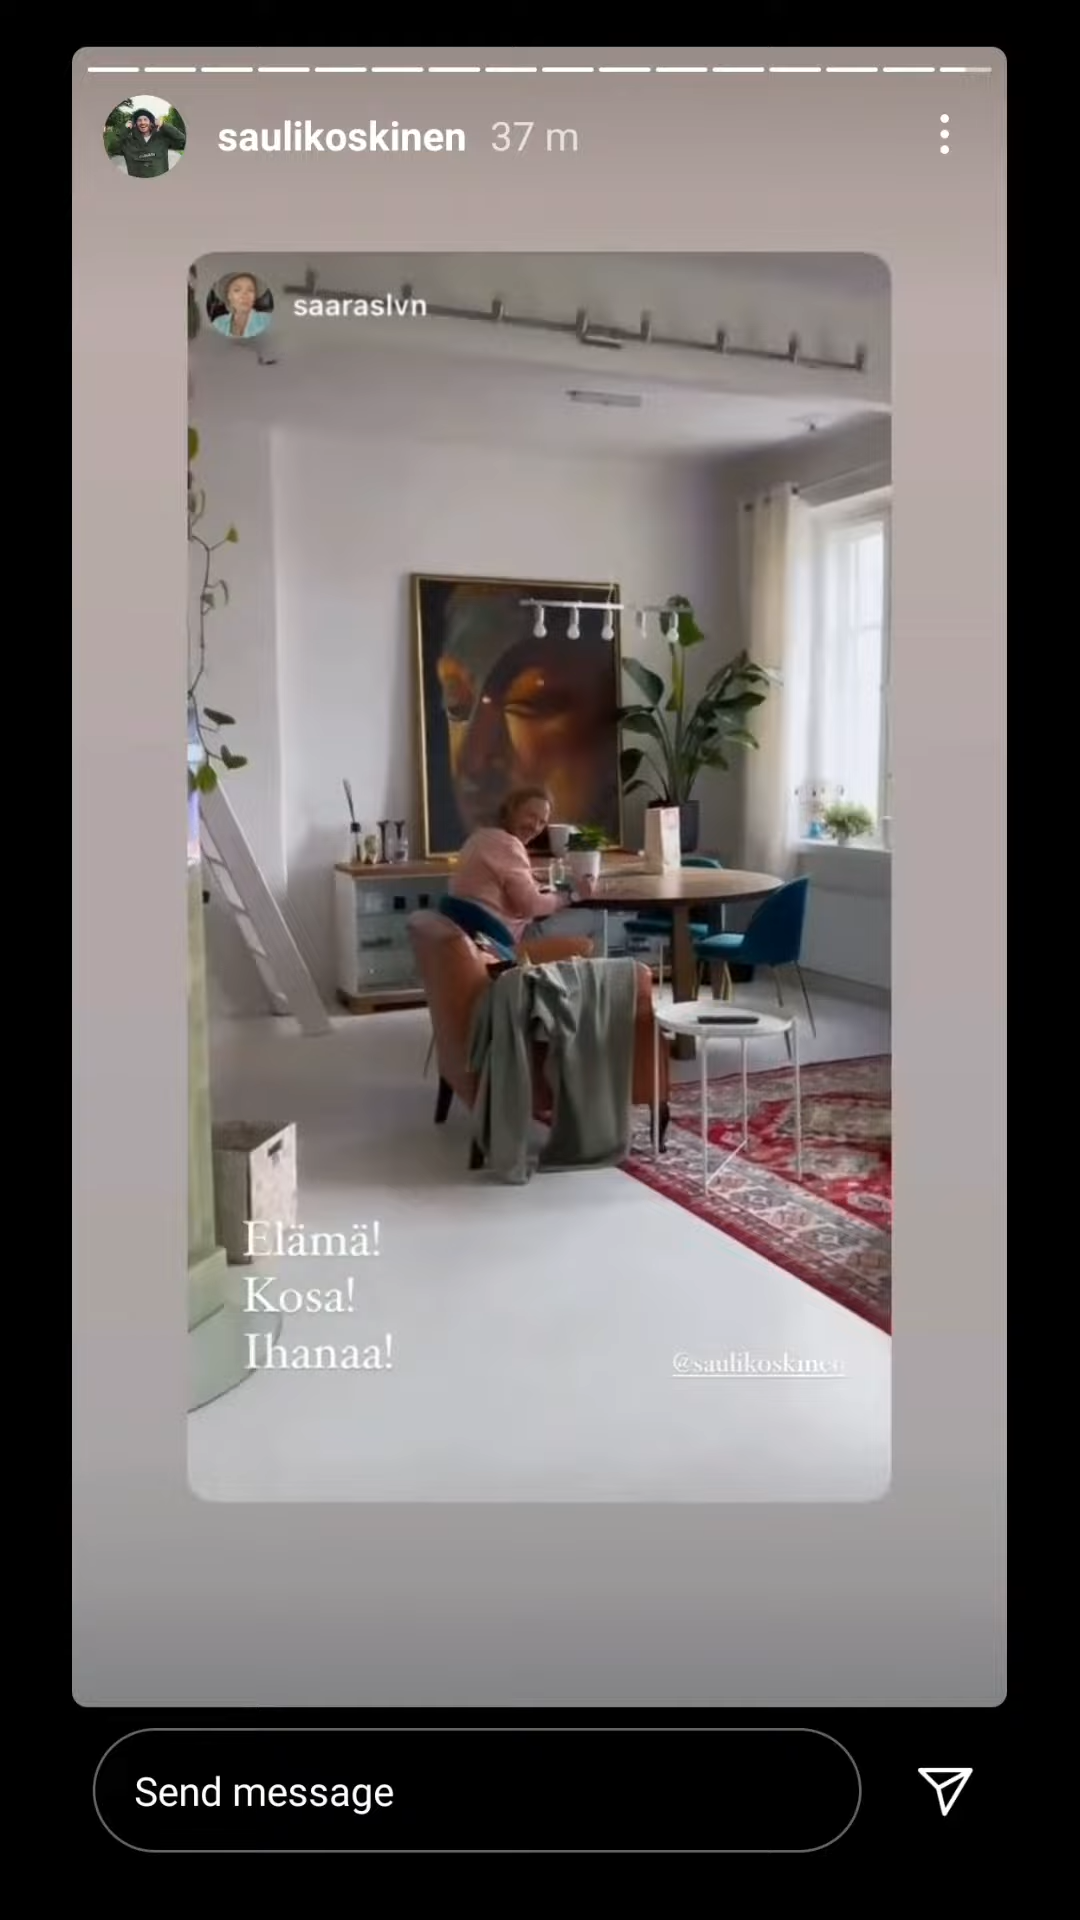 saulikoskinen 37 m
saaraslvn
Elämä!
Kosa!
Ihanaa!
@saulikoskinen
Send message